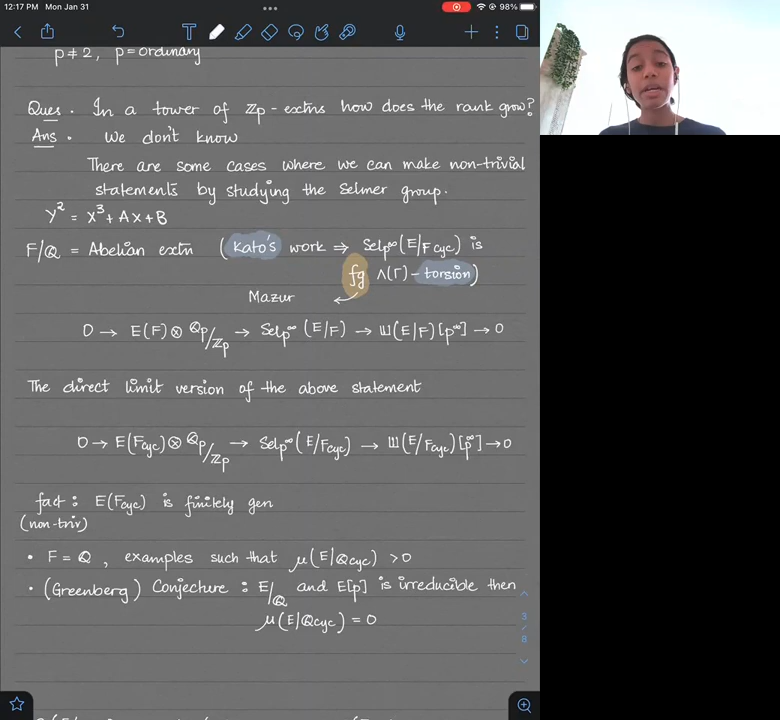 12:17 PM Mon Jan 31
98%
p ≠ 2, p = ordinary
Ques. In a tower of Zp-extns how does the rank grow?
Ans. We don't know
There are some cases where we can make non-trivial
statements by studying the Selmer group.
Y² = X³ + AX + B
F/Q = Abelian extn (Kato's work ⇒ Selp∞(E/Fcyc) is
fg Λ(Γ)-torsion)
Mazur
0 → E(F)⊗Qp/Zp → Selp∞(E/F) → Ш(E/F)[p∞] → 0
The direct limit version of the above statement
0 → E(Fcyc)⊗Qp/Zp → Selp∞(E/Fcyc) → Ш(E/Fcyc)[p∞] → 0
fact: E(Fcyc) is finitely gen
(non-triv)
• F = Q, examples such that μ(E/Qcyc) > 0
• (Greenberg) Conjecture: E/Q and E[p] is irreducible then
μ(E/Qcyc) = 0
3/8